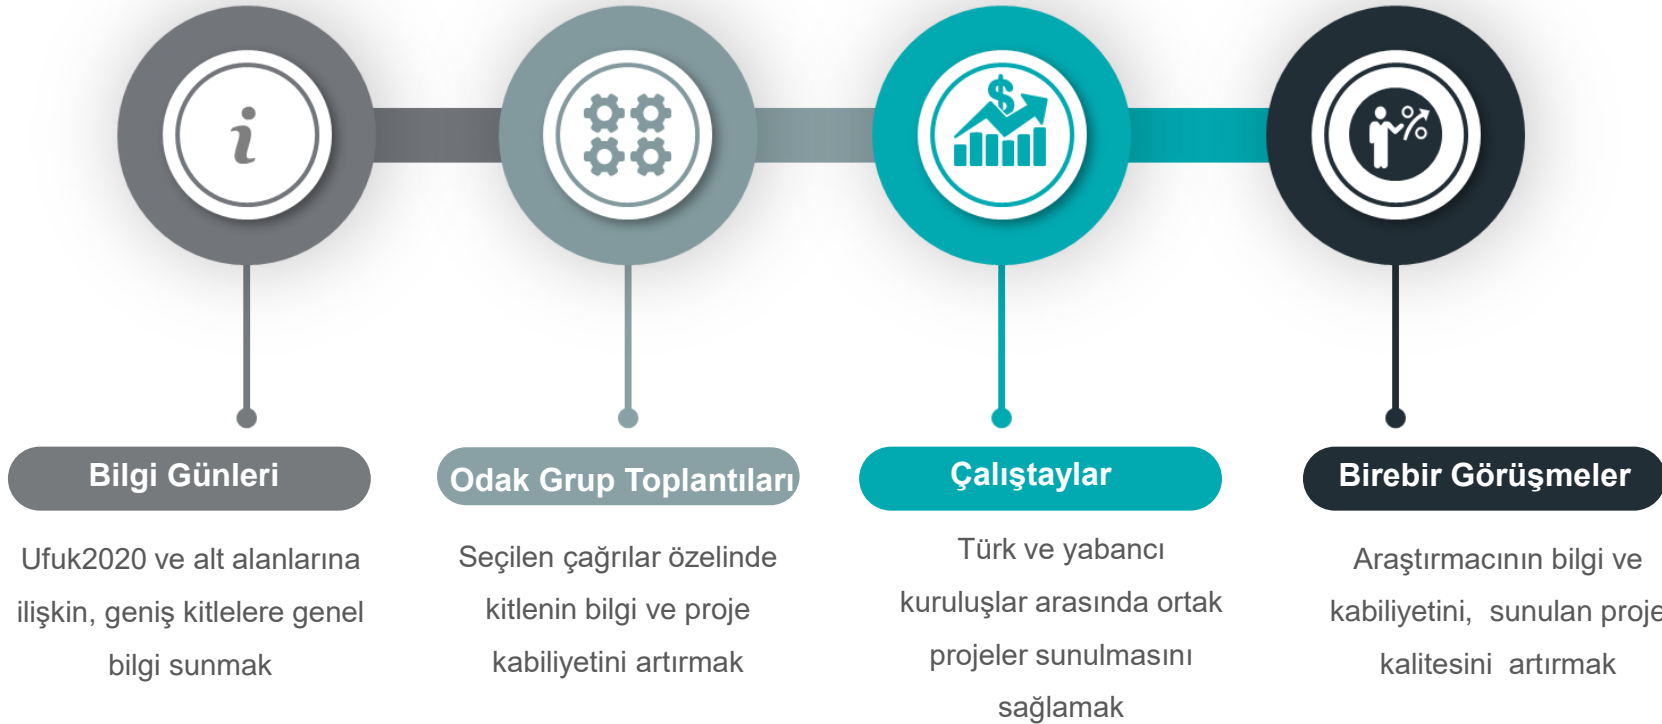 Bilgi Günleri
Ufuk2020 ve alt alanlarına
ilişkin, geniş kitlelere genel
bilgi sunmak
Odak Grup Toplantıları
Seçilen çağrılar özelinde
kitlenin bilgi ve proje
kabiliyetini artırmak
Çalıştaylar
Türk ve yabancı
kuruluşlar arasında ortak
projeler sunulmasını
sağlamak
Birebir Görüşmeler
Araştırmacının bilgi ve
kabiliyetini, sunulan proje
kalitesini artırmak